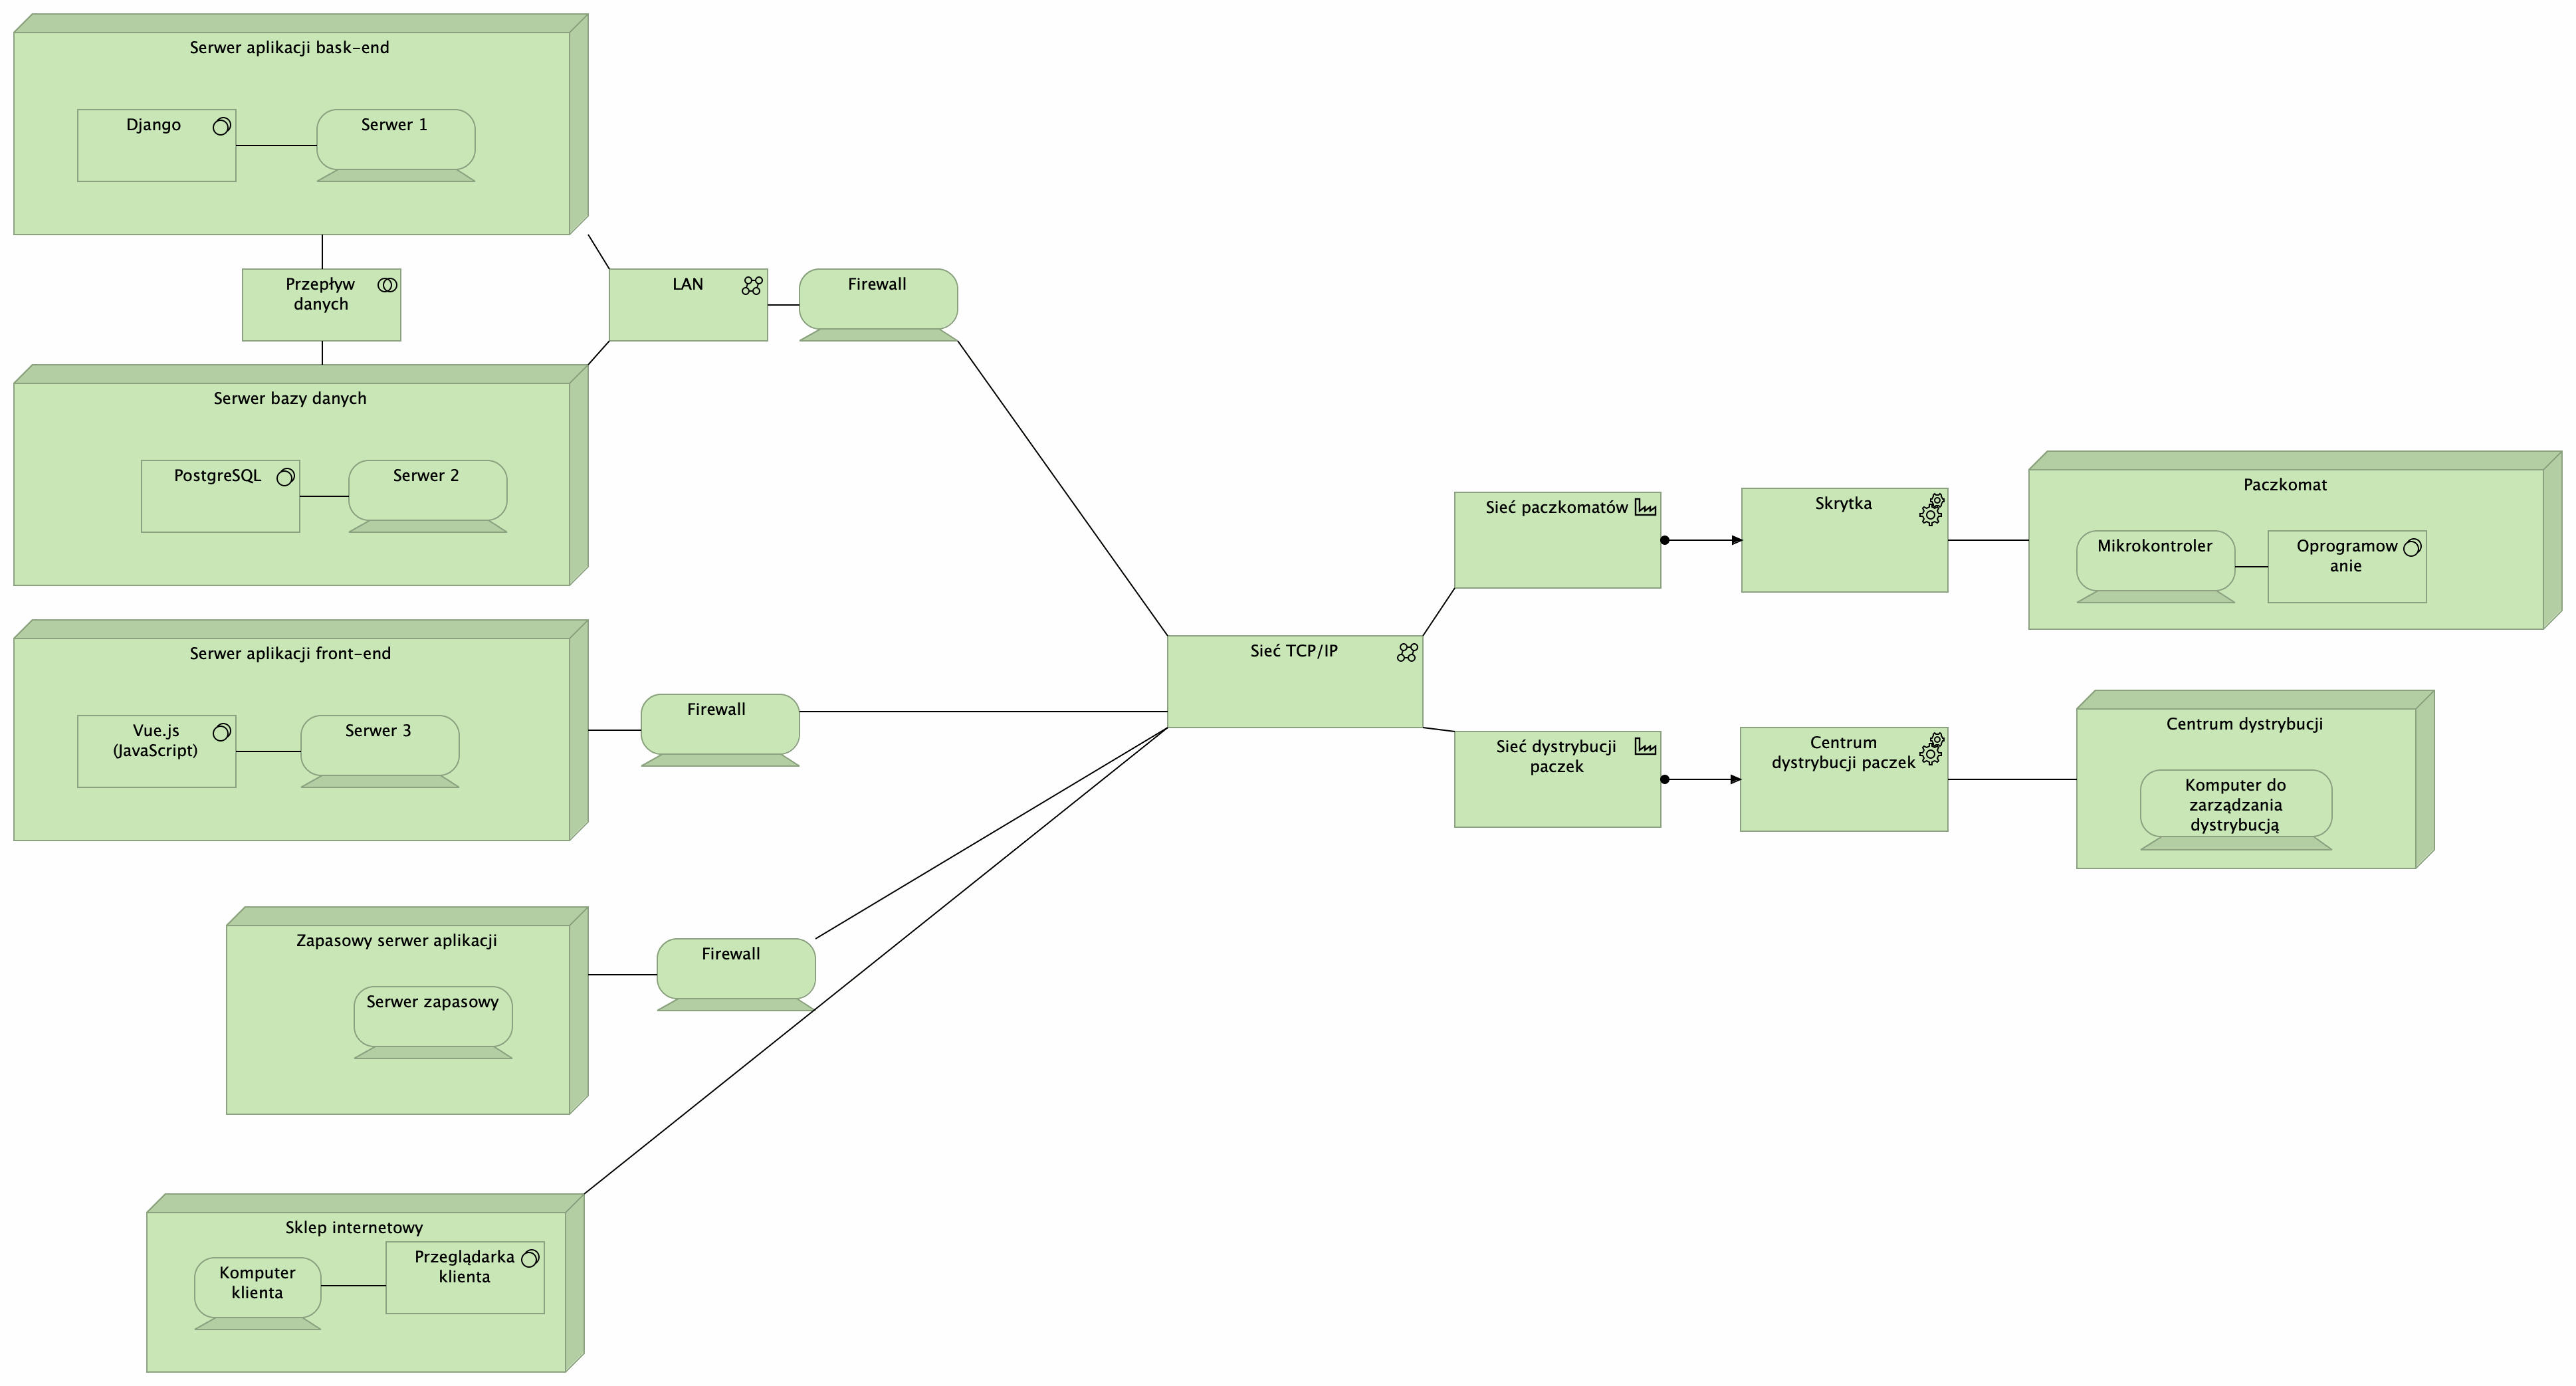 Serwer aplikacji bask-end
Django
Serwer 1
Przepływ
danych
LAN
Firewall
Serwer bazy danych
PostgreSQL
Serwer 2
Serwer aplikacji front-end
Vue.js
(JavaScript)
Serwer 3
Firewall
Sieć TCP/IP
Sieć paczkomatów
Skrytka
Paczkomat
Mikrokontroler
Oprogramow
anie
Sieć dystrybucji
paczek
Centrum
dystrybucji paczek
Centrum dystrybucji
Komputer do
zarządzania
dystrybucją
Zapasowy serwer aplikacji
Serwer zapasowy
Firewall
Sklep internetowy
Komputer
klienta
Przeglądarka
klienta